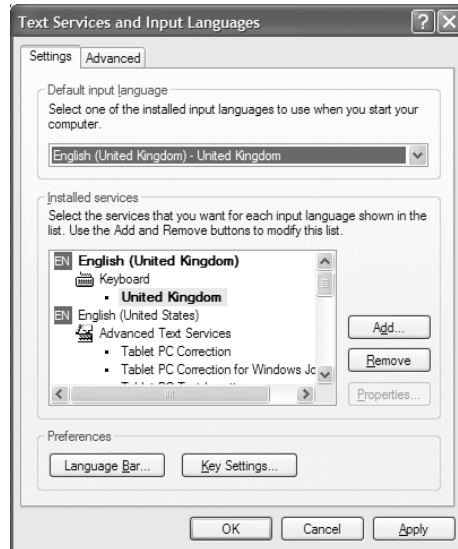 Text Services and Input Languages
Settings Advanced
Default input language
Select one of the installed input languages to use when you start your
computer.
English (United Kingdom) - United Kingdom
Installed services
Select the services that you want for each input language shown in the
list. Use the Add and Remove buttons to modify this list.
EN English (United Kingdom)
Keyboard
United Kingdom
EN English (United States)
Advanced Text Services
Tablet PC Correction
Tablet PC Correction for Windows Jo
Add...
Remove
Properties...
Preferences
Language Bar...
Key Settings...
OK Cancel Apply